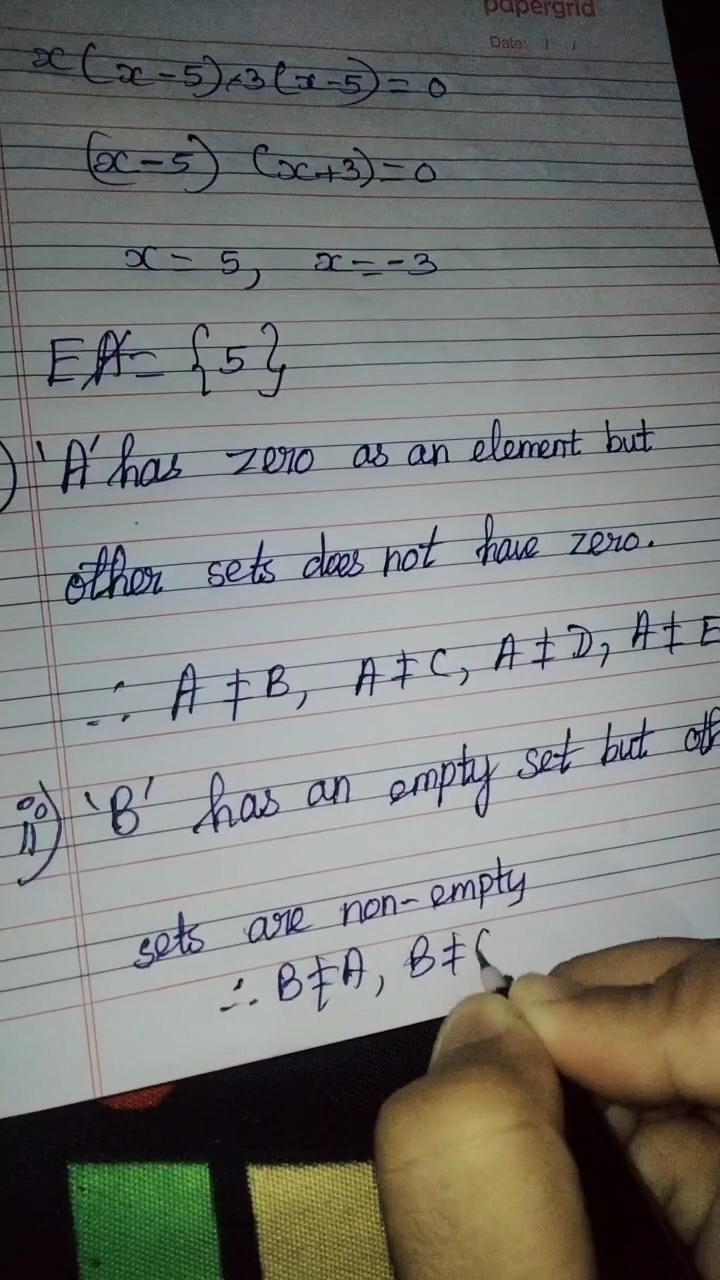 papergrid
Date: / /
x(x-5)+3(x-5)=0
(x-5) (x+3)=0
x = 5, x = -3
E = {5}
) 'A' has zero as an element but
other sets does not have zero.
∴ A ≠ B, A ≠ C, A ≠ D, A ≠ E
ii) 'B' has an empty set but
sets are non-empty
∴ B ≠ A, B ≠